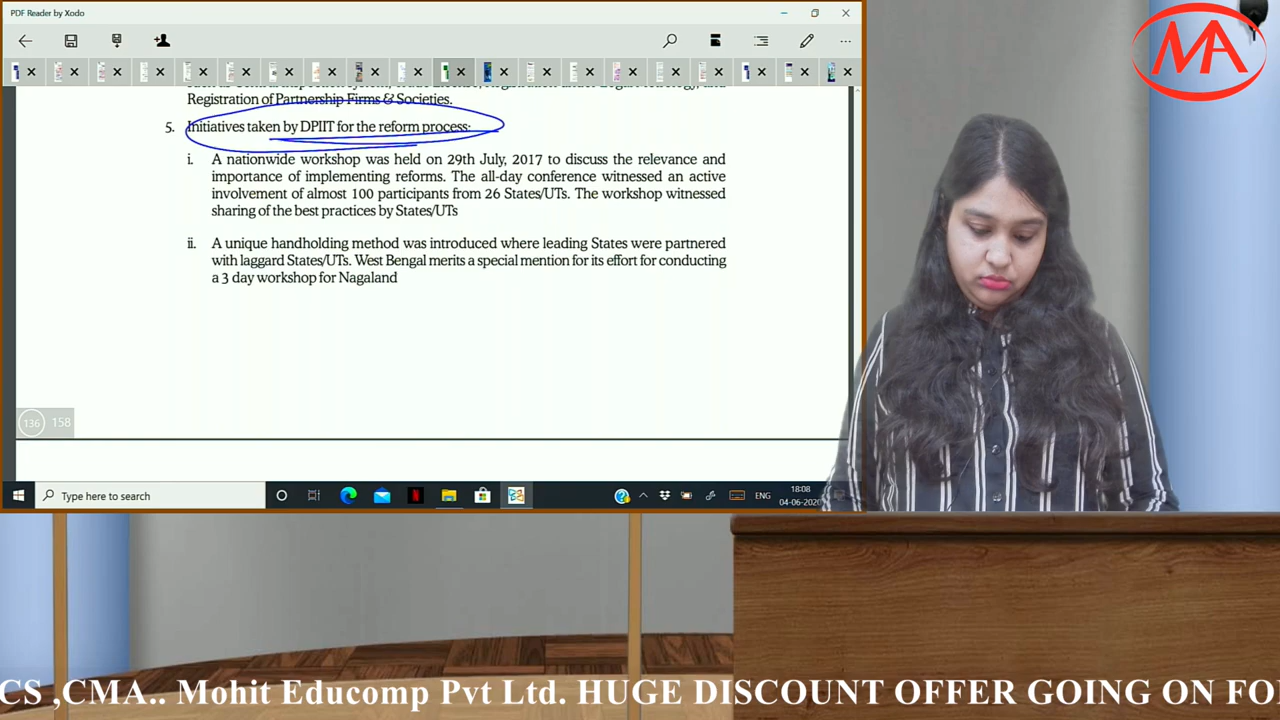 PDF Reader by Xodo
MA
Registration of Partnership Firms & Societies.
5. Initiatives taken by DPIIT for the reform process:
i. A nationwide workshop was held on 29th July, 2017 to discuss the relevance and
importance of implementing reforms. The all-day conference witnessed an active
involvement of almost 100 participants from 26 States/UTs. The workshop witnessed
sharing of the best practices by States/UTs
ii. A unique handholding method was introduced where leading States were partnered
with laggard States/UTs. West Bengal merits a special mention for its effort for conducting
a 3 day workshop for Nagaland
136 158
Type here to search
ENG
18:08
04-06-2020
CS ,CMA.. Mohit Educomp Pvt Ltd. HUGE DISCOUNT OFFER GOING ON FO